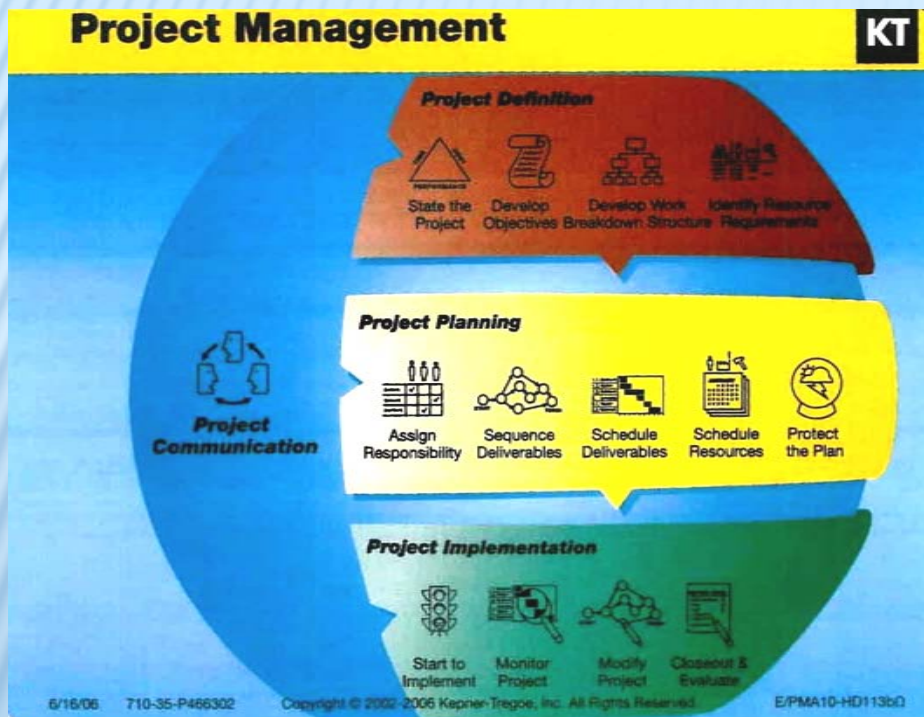 Project Management
KT
Project Definition
PERFORMANCE
State the
Project
Develop
Objectives
Develop Work
Breakdown Structure
Identify Resource
Requirements
Project Planning
Assign
Responsibility
Sequence
Deliverables
Schedule
Deliverables
Schedule
Resources
Protect
the Plan
Project
Communication
Project Implementation
Start to
Implement
Monitor
Project
Modify
Project
Closeout &
Evaluate
6/16/06 710-35-P466302 Copyright © 2002-2006 Kepner-Tregoe, Inc. All Rights Reserved.